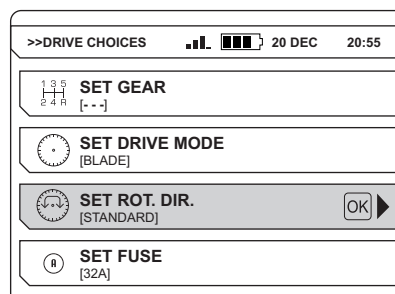 >>DRIVE CHOICES 20 DEC 20:55
1 3 5
2 4 R
SET GEAR
[- - -]
SET DRIVE MODE
[BLADE]
SET ROT. DIR.
[STANDARD]
OK
A
SET FUSE
[32A]